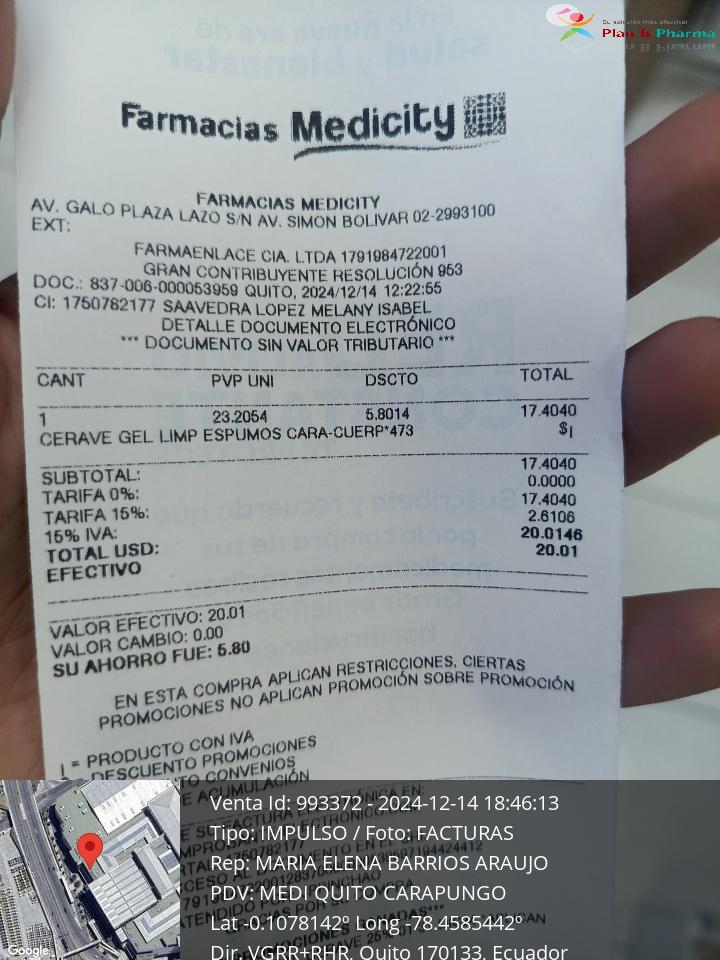 Su solución más efectiva!
Plan B Pharma
Farmacias Medicity
FARMACIAS MEDICITY
AV. GALO PLAZA LAZO S/N AV. SIMON BOLIVAR 02-2993100
EXT:
FARMAENLACE CIA. LTDA 1791984722001
GRAN CONTRIBUYENTE RESOLUCIÓN 953
DOC.: 837-006-000053959 QUITO, 2024/12/14 12:22:55
CI: 1750782177 SAAVEDRA LOPEZ MELANY ISABEL
DETALLE DOCUMENTO ELECTRÓNICO
*** DOCUMENTO SIN VALOR TRIBUTARIO ***
CANT PVP UNI DSCTO TOTAL
1 23.2054 5.8014 17.4040
CERAVE GEL LIMP ESPUMOS CARA-CUERP*473 $|
SUBTOTAL: 17.4040
TARIFA 0%: 0.0000
TARIFA 15%: 17.4040
15% IVA: 2.6106
TOTAL USD: 20.0146
EFECTIVO 20.01
VALOR EFECTIVO: 20.01
VALOR CAMBIO: 0.00
SU AHORRO FUE: 5.80
EN ESTA COMPRA APLICAN RESTRICCIONES, CIERTAS
PROMOCIONES NO APLICAN PROMOCIÓN SOBRE PROMOCIÓN
| = PRODUCTO CON IVA
DESCUENTO PROMOCIONES
CONVENIOS
ACUMULACIÓN
Venta Id: 993372 - 2024-12-14 18:46:13
Tipo: IMPULSO / Foto: FACTURAS
Rep: MARIA ELENA BARRIOS ARAUJO
PDV: MEDI QUITO CARAPUNGO
Lat -0.1078142º Long -78.4585442º
Dir. VGRR+RHR, Quito 170133, Ecuador
Google